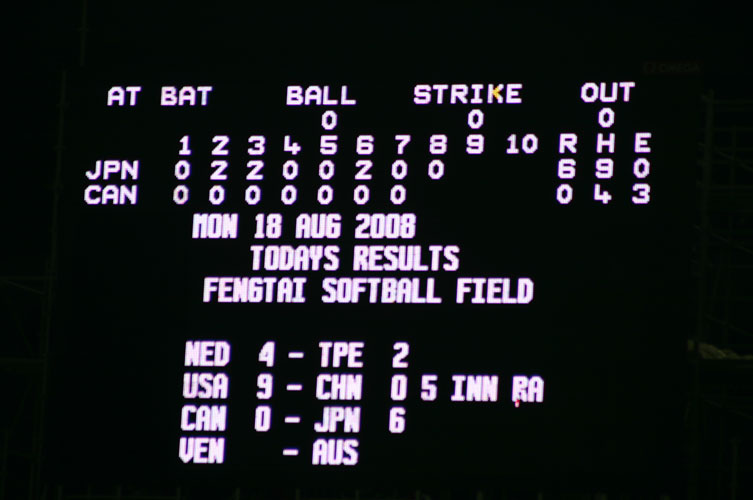 OMEGA
AT BAT BALL STRIKE OUT
0 0 0
1 2 3 4 5 6 7 8 9 10 R H E
JPN 0 2 2 0 0 2 0 0 6 9 0
CAN 0 0 0 0 0 0 0 0 4 3
MON 18 AUG 2008
TODAYS RESULTS
FENGTAI SOFTBALL FIELD
NED 4 - TPE 2
USA 9 - CHN 0 5 INN RA
CAN 0 - JPN 6
VEN - AUS